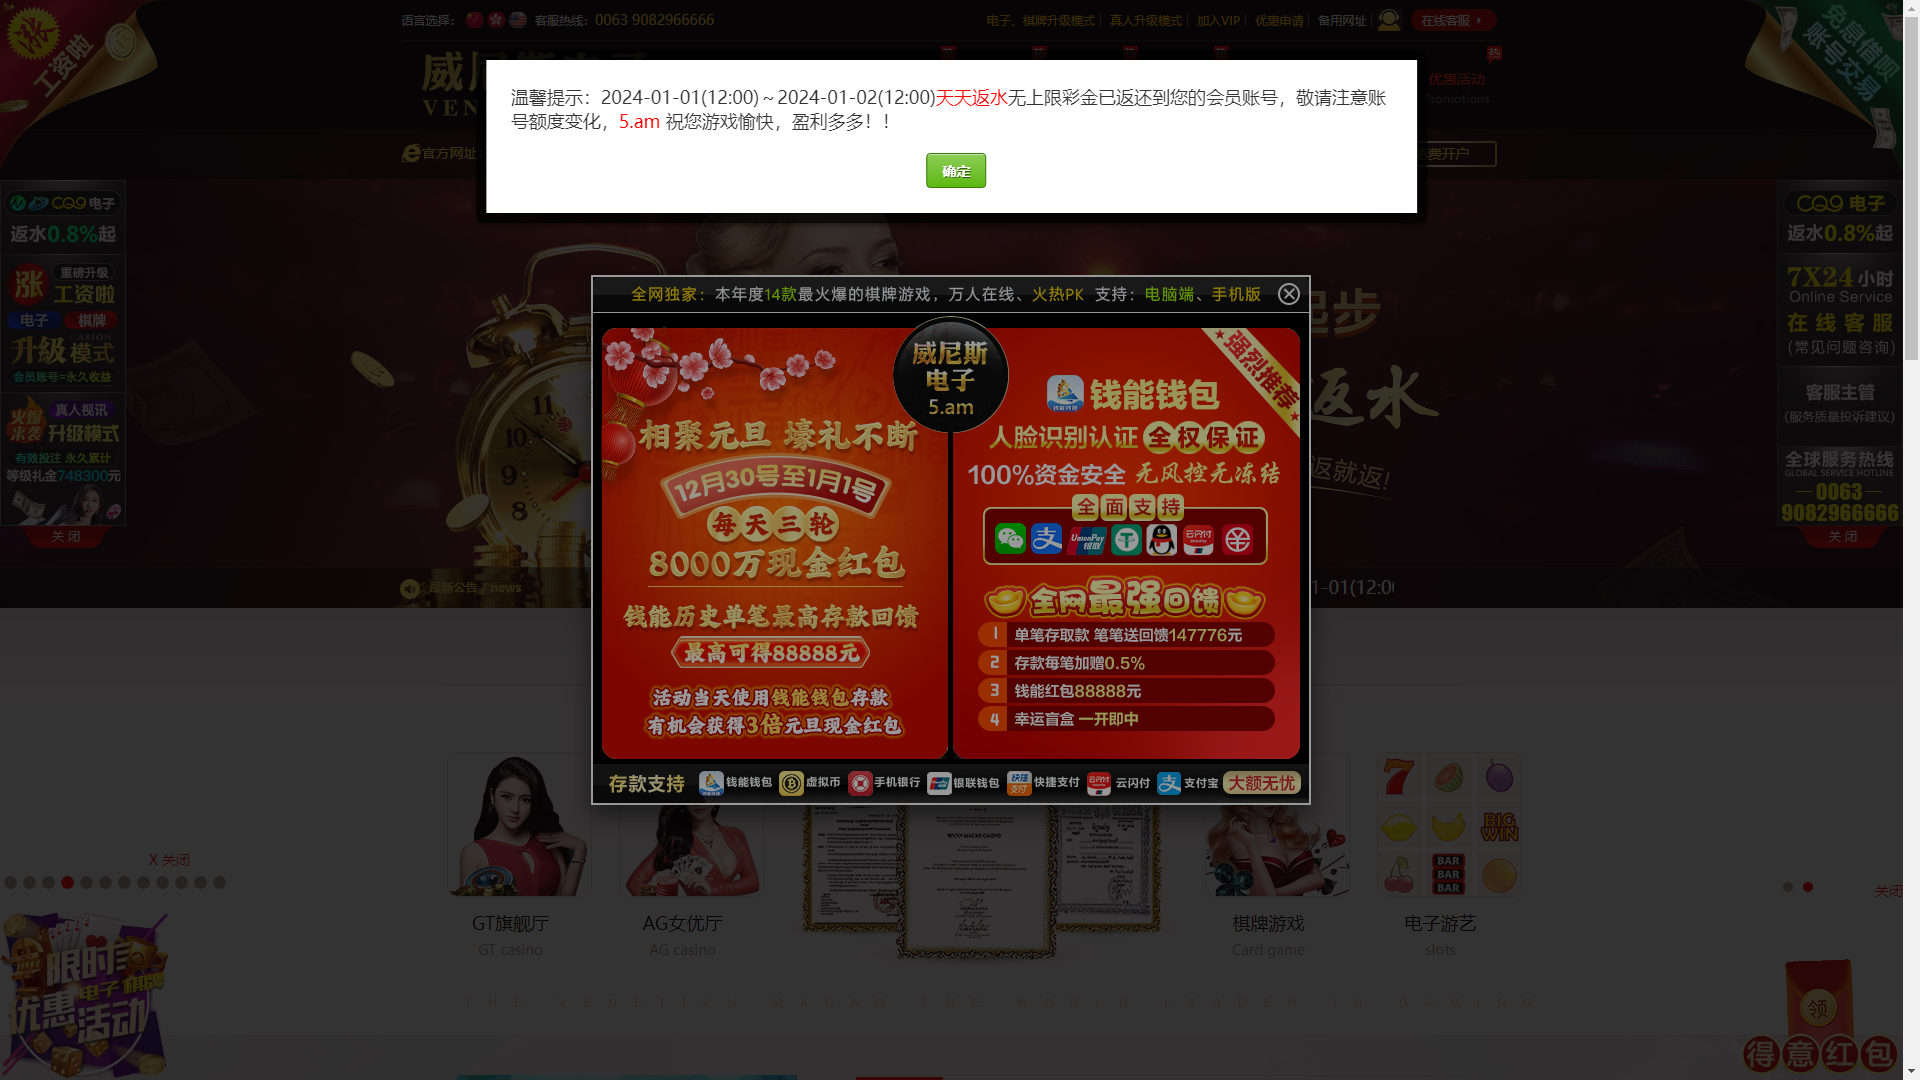 语言选择： 客服热线：0063 9082966666
电子、棋牌升级模式 真人升级模式 加入VIP 优惠申请 备用网址 在线客服
涨
工资啦
免息借呗
账号交易
热
优惠活动
Promotions
温馨提示：2024-01-01(12:00) ~ 2024-01-02(12:00)天天返水无上限彩金已返还到您的会员账号，敬请注意账
号额度变化，5.am 祝您游戏愉快，盈利多多！！
确定
官方网址
免费开户
CQ9 电子
返水0.8%起
涨 重磅升级
工资啦
电子 棋牌
升级模式
会员账号=永久收益
火爆来袭 真人视讯
升级模式
有效投注 永久累计
等级礼金748300元
关 闭
CQ9 电子
返水0.8%起
7X24 小时
Online Service
在 线 客 服
(常见问题咨询)
客服主管
(服务质量投诉建议)
全球服务热线
GLOBAL SERVICE HOTLINE
0063
9082966666
关 闭
起步
返水
返就返!
最新公告 / news
1-01(12:0
全网独家：本年度14款最火爆的棋牌游戏，万人在线、火热PK 支持：电脑端、手机版
威尼斯
电子
5.am
相聚元旦 壕礼不断
12月30号至1月1号
每天三轮
8000万现金红包
钱能历史单笔最高存款回馈
最高可得88888元
活动当天使用钱能钱包存款
有机会获得3倍元旦现金红包
强烈推荐
钱能钱包
人脸识别认证 全权保证
100%资金安全 无风控无冻结
全面支持
UnionPay
银联
云闪付
全网最强回馈
1 单笔存取款 笔笔送回馈147776元
2 存款每笔加赠0.5%
3 钱能红包88888元
4 幸运盲盒 一开即中
存款支持 钱能钱包 虚拟币 手机银行 银联钱包 快捷支付 云闪付 支付宝 大额无忧
X 关闭
关闭
BIG WIN
BAR
BAR
BAR
GT旗舰厅
GT casino
AG女优厅
AG casino
WYNN MACAU CASINO
棋牌游戏
Card game
电子游艺
slots
THE VENETIAN MACAO THE WORLD LEADER IN GAMING
限时
电子棋牌
优惠活动
领
得意红包